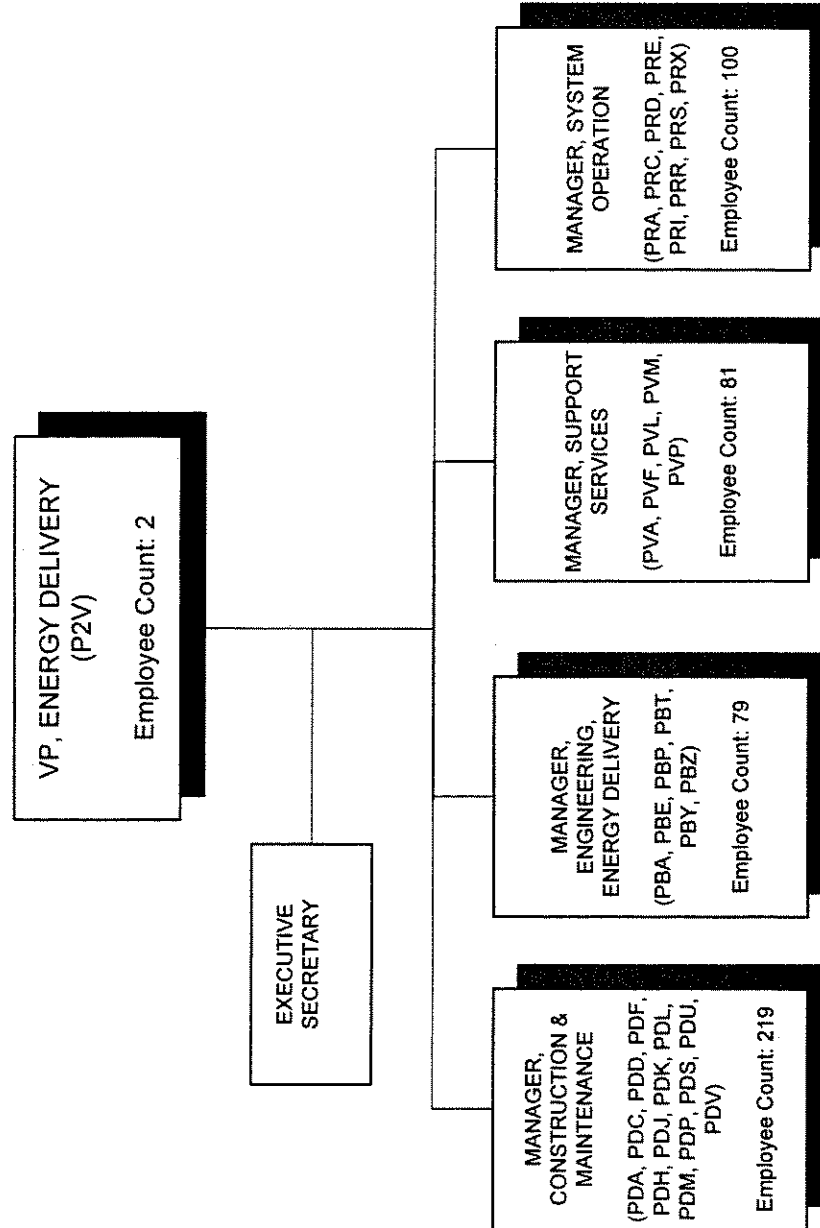 VP, ENERGY DELIVERY
(P2V)
Employee Count: 2
EXECUTIVE
SECRETARY
MANAGER,
CONSTRUCTION &
MAINTENANCE
(PDA, PDC, PDD, PDF,
PDH, PDJ, PDK, PDL,
PDM, PDP, PDS, PDU,
PDV)
Employee Count: 219
MANAGER,
ENGINEERING,
ENERGY DELIVERY
(PBA, PBE, PBP, PBT,
PBY, PBZ)
Employee Count: 79
MANAGER, SUPPORT
SERVICES
(PVA, PVF, PVL, PVM,
PVP)
Employee Count: 81
MANAGER, SYSTEM
OPERATION
(PRA, PRC, PRD, PRE,
PRI, PRR, PRS, PRX)
Employee Count: 100